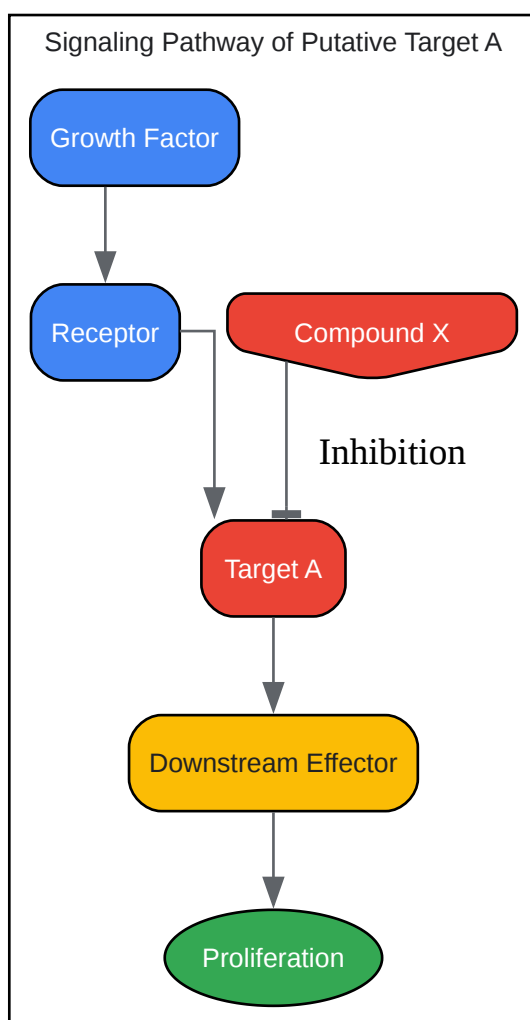 Signaling Pathway of Putative Target A
Growth Factor
Receptor
Compound X
Inhibition
Target A
Downstream Effector
Proliferation